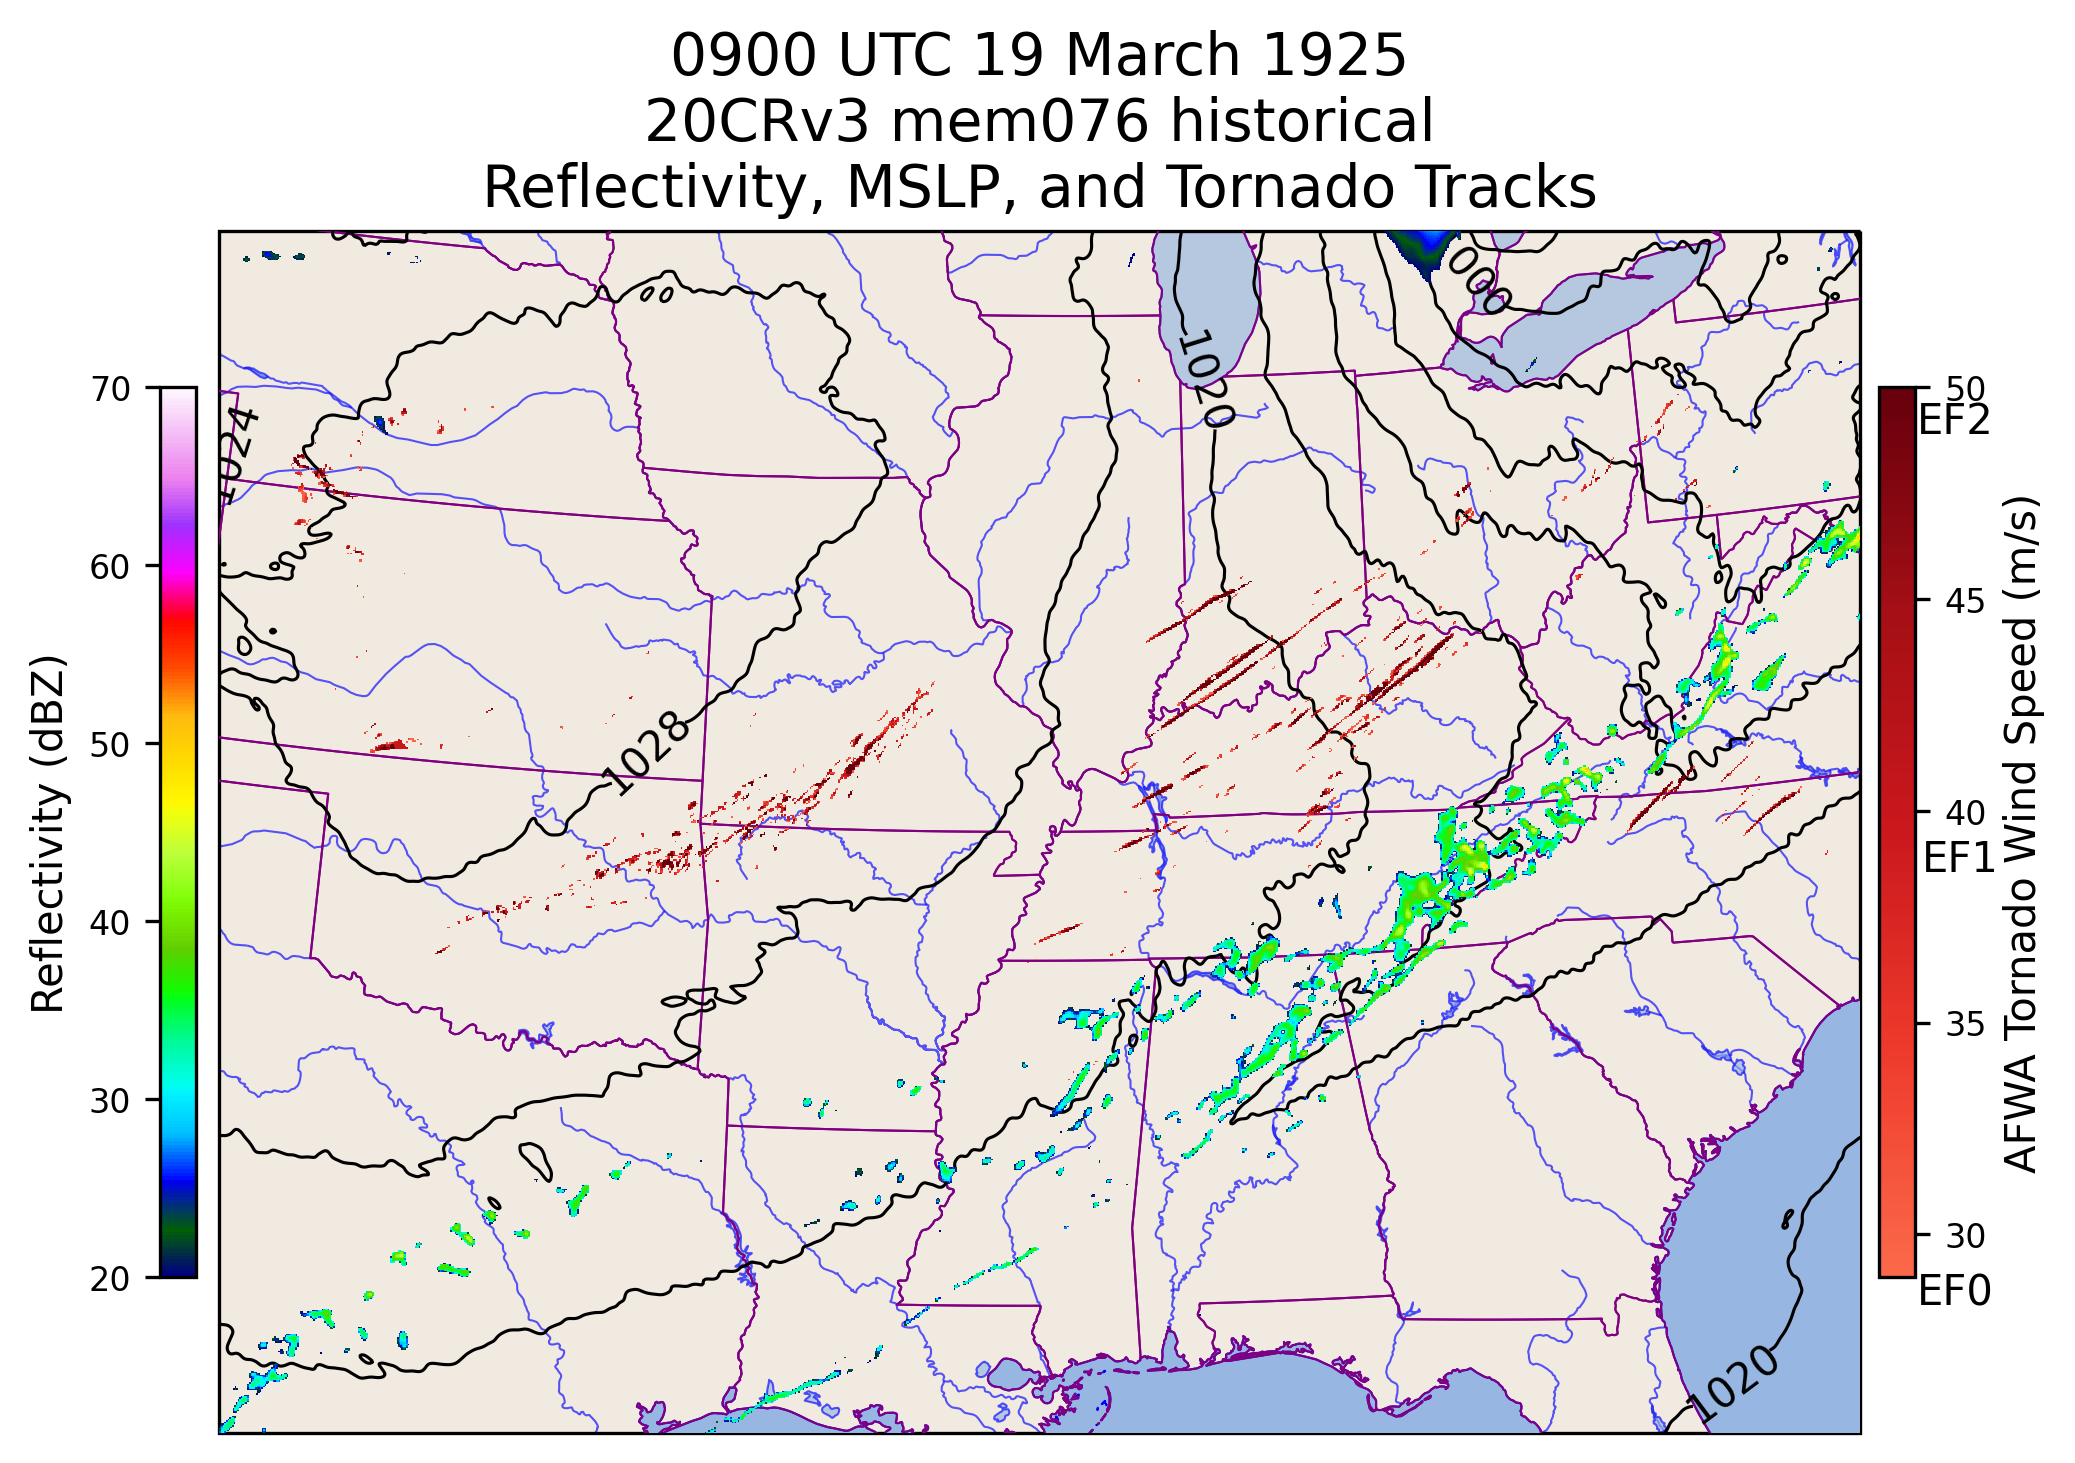 0900 UTC 19 March 1925
20CRv3 mem076 historical
Reflectivity, MSLP, and Tornado Tracks
70
60
50
40
30
20
Reflectivity (dBZ)
1024
1028
1020
1020
50
EF2
45
40
EF1
35
30
EF0
AFWA Tornado Wind Speed (m/s)